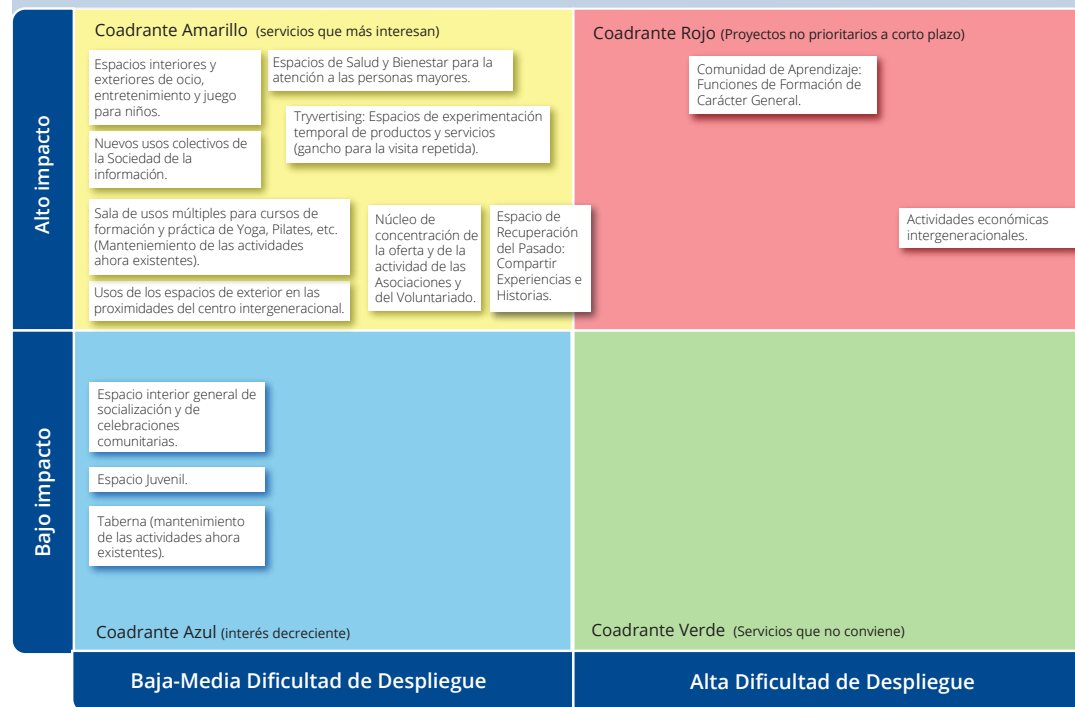 Coadrante Amarillo (servicios que más interesan)
Espacios interiores y
exteriores de ocio,
entretenimiento y juego
para niños.
Espacios de Salud y Bienestar para la
atención a las personas mayores.
Tryvertising: Espacios de experimentación
temporal de productos y servicios
(gancho para la visita repetida).
Nuevos usos colectivos de
la Sociedad de la
información.
Sala de usos múltiples para cursos de
formación y práctica de Yoga, Pilates, etc.
(Manteniemiento de las actividades
ahora existentes).
Núcleo de
concentración de
la oferta y de la
actividad de las
Asociaciones y
del Voluntariado.
Espacio de
Recuperación
del Pasado:
Compartir
Experiencias e
Historias.
Usos de los espacios de exterior en las
proximidades del centro intergeneracional.
Coadrante Rojo (Proyectos no prioritarios a corto plazo)
Comunidad de Aprendizaje:
Funciones de Formación de
Carácter General.
Actividades económicas
intergeneracionales.
Alto impacto
Espacio interior general de
socialización y de
celebraciones
comunitarias.
Espacio Juvenil.
Taberna (mantenimiento
de las actividades ahora
existentes).
Coadrante Azul (interés decreciente)
Coadrante Verde (Servicios que no conviene)
Bajo impacto
Baja-Media Dificultad de Despliegue
Alta Dificultad de Despliegue